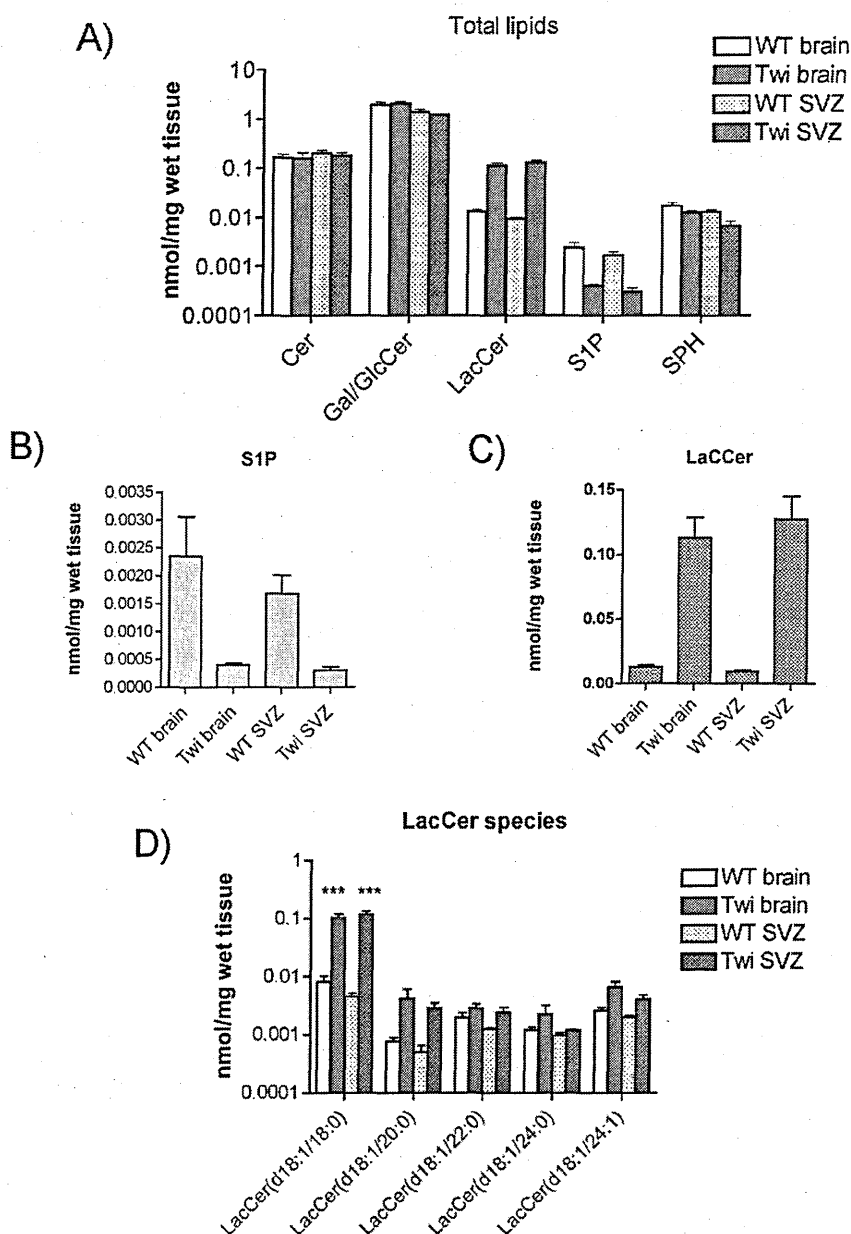 A)
Total lipids
WT brain
Twi brain
WT SVZ
Twi SVZ
nmol/mg wet tissue
10
1
0.1
0.01
0.001
0.0001
Cer
Gal/GlcCer
LacCer
S1P
SPH
B)
S1P
nmol/mg wet tissue
0.0035
0.0030
0.0025
0.0020
0.0015
0.0010
0.0005
0.0000
WT brain
Twi brain
WT SVZ
Twi SVZ
C)
LaCCer
nmol/mg wet tissue
0.15
0.10
0.05
0.00
WT brain
Twi brain
WT SVZ
Twi SVZ
D)
LacCer species
WT brain
Twi brain
WT SVZ
Twi SVZ
nmol/mg wet tissue
1
0.1
0.01
0.001
0.0001
*** ***
LacCer(d18:1/18:0)
LacCer(d18:1/20:0)
LacCer(d18:1/22:0)
LacCer(d18:1/24:0)
LacCer(d18:1/24:1)